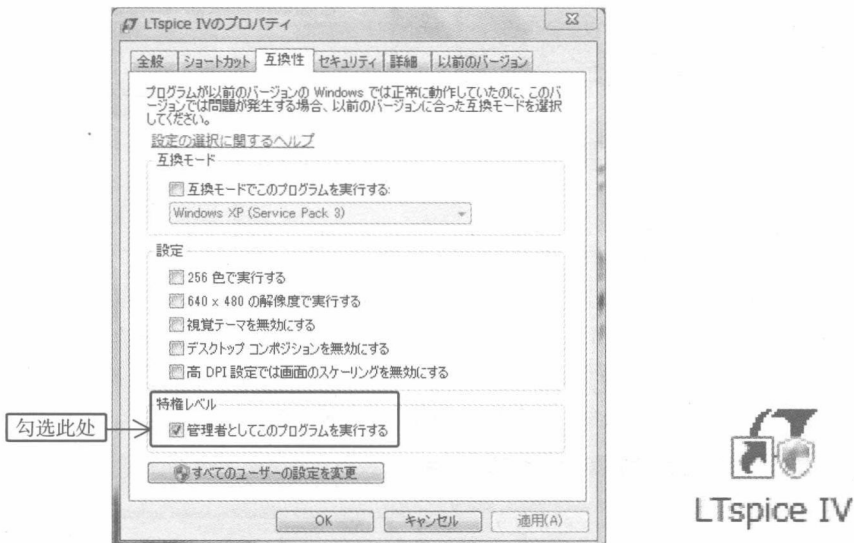 LTspice IVのプロパティ
全般 ショートカット 互換性 セキュリティ 詳細 以前のバージョン
プログラムが以前のバージョンの Windows では正常に動作していたのに、このバ
ージョンでは問題が発生する場合、以前のバージョンに合った互換モードを選択
してください。
設定の選択に関するヘルプ
互換モード
互換モードでこのプログラムを実行する:
Windows XP (Service Pack 3)
設定
256 色で実行する
640 x 480 の解像度で実行する
視覚テーマを無効にする
デスクトップ コンポジションを無効にする
高 DPI 設定では画面のスケーリングを無効にする
特権レベル
勾选此处
管理者としてこのプログラムを実行する
すべてのユーザーの設定を変更
OK キャンセル 適用(A)
LTspice IV